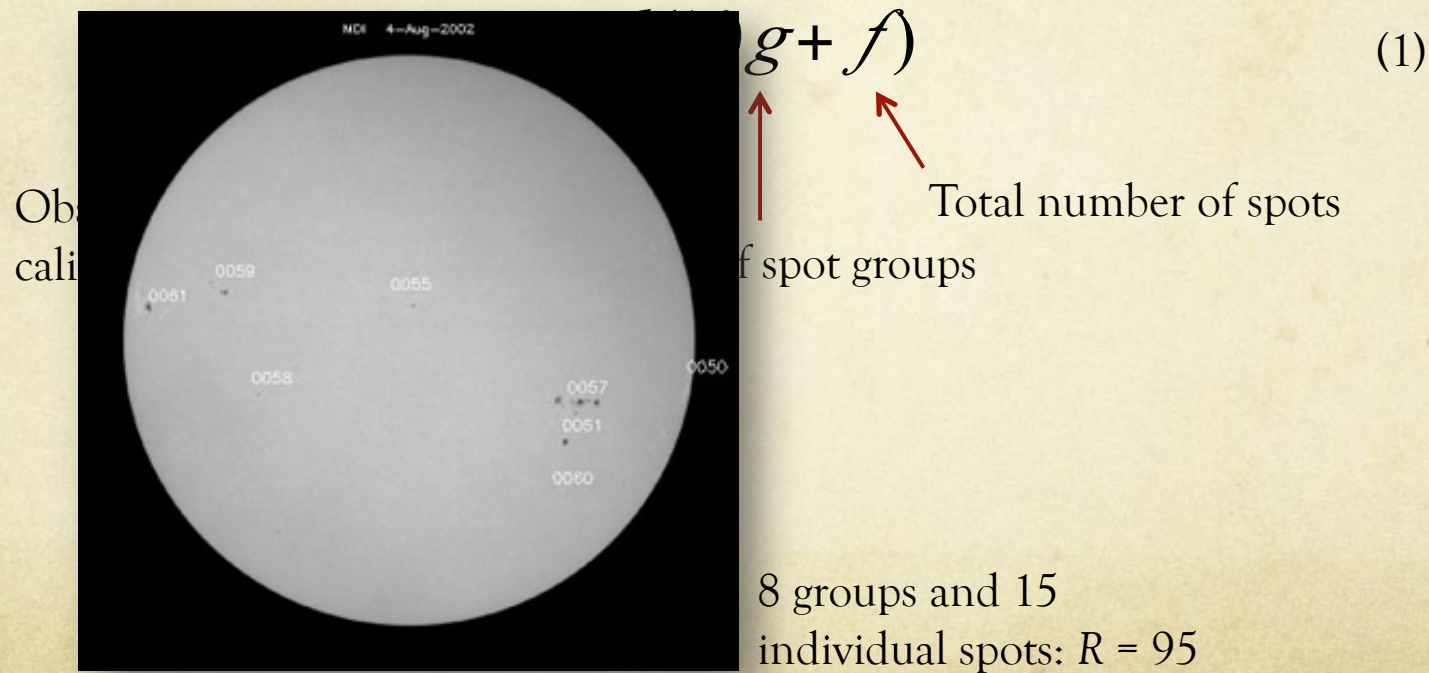 MDI 4-Aug-2002
g + f)
(1)
Total number of spots
spot groups
0059
0055
0061
0058
0050
0057
0051
0060
8 groups and 15
individual spots: R = 95